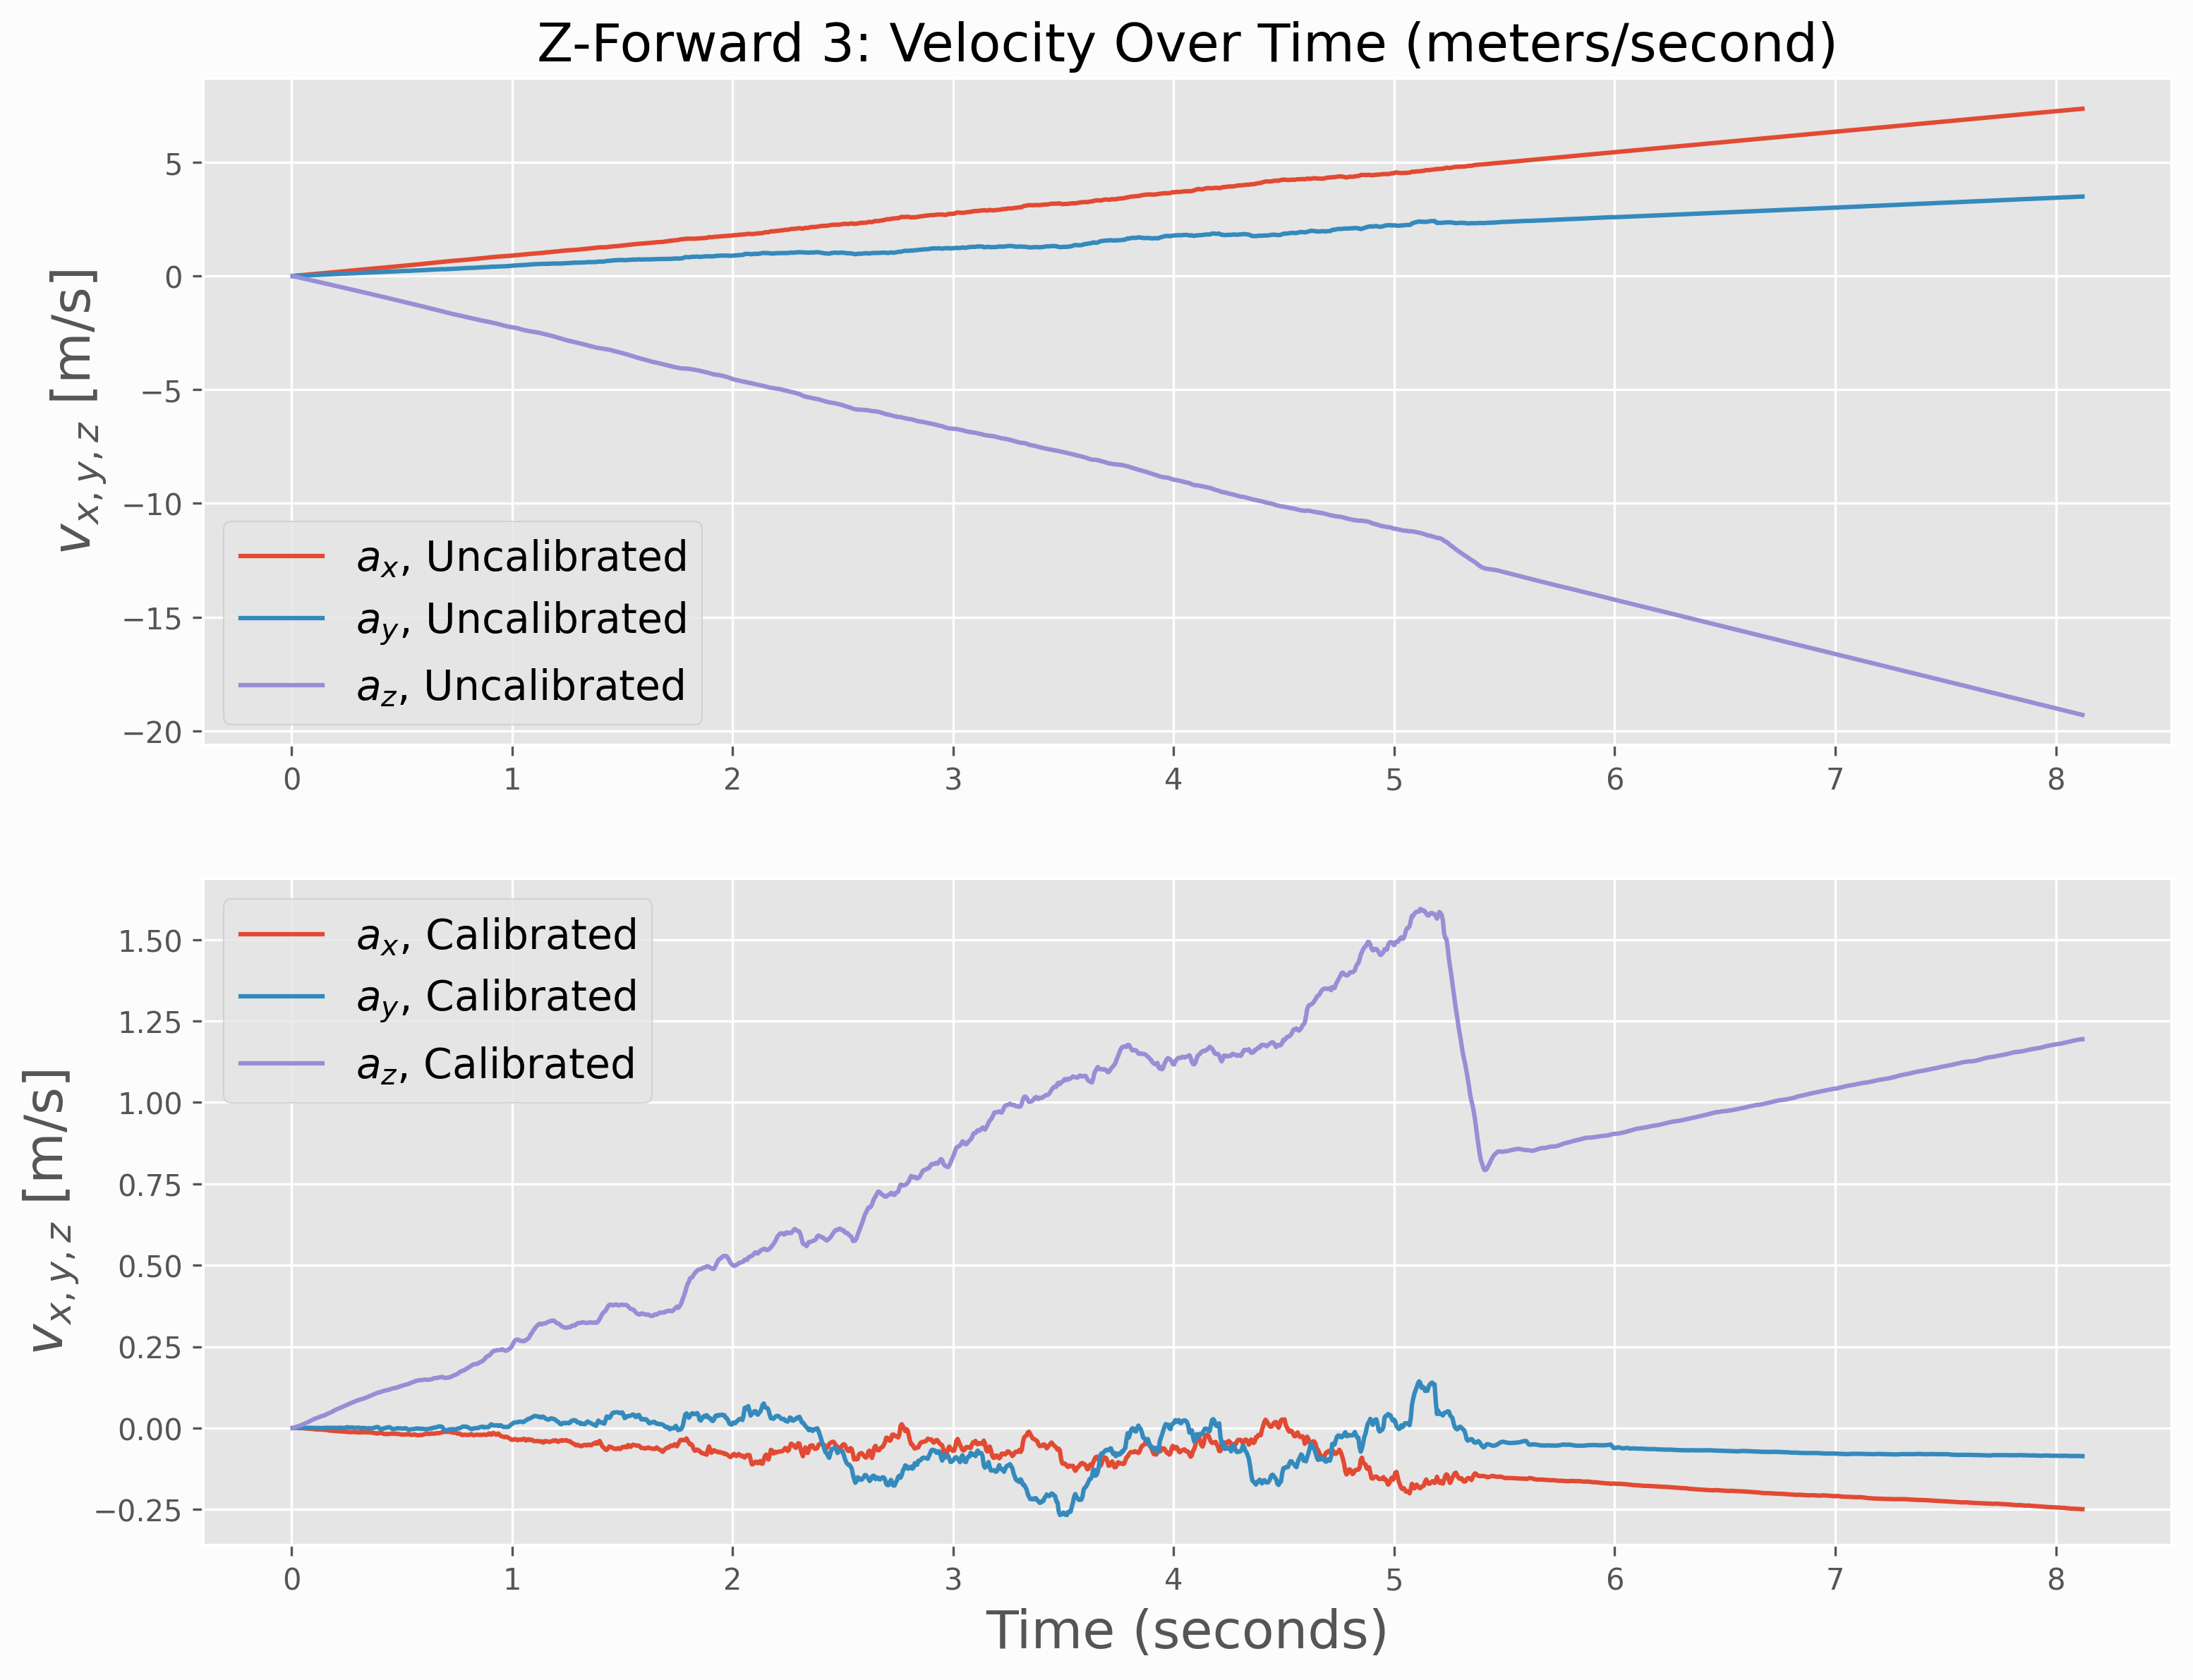 Z-Forward 3: Velocity Over Time (meters/second)
5
0
−5
−10
−15
−20
v_{x, y, z} [m/s]
a_x, Uncalibrated
a_y, Uncalibrated
a_z, Uncalibrated
0 1 2 3 4 5 6 7 8
1.50
1.25
1.00
0.75
0.50
0.25
0.00
−0.25
v_{x, y, z} [m/s]
a_x, Calibrated
a_y, Calibrated
a_z, Calibrated
0 1 2 3 4 5 6 7 8
Time (seconds)